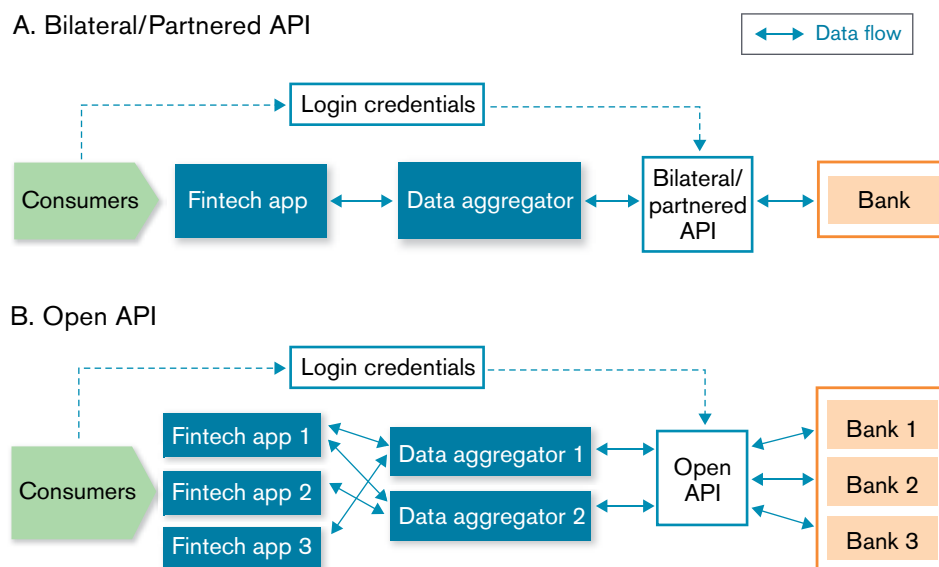 A. Bilateral/Partnered API
Data flow
Login credentials
Consumers
Fintech app
Data aggregator
Bilateral/
partnered
API
Bank
B. Open API
Login credentials
Consumers
Fintech app 1
Fintech app 2
Fintech app 3
Data aggregator 1
Data aggregator 2
Open
API
Bank 1
Bank 2
Bank 3